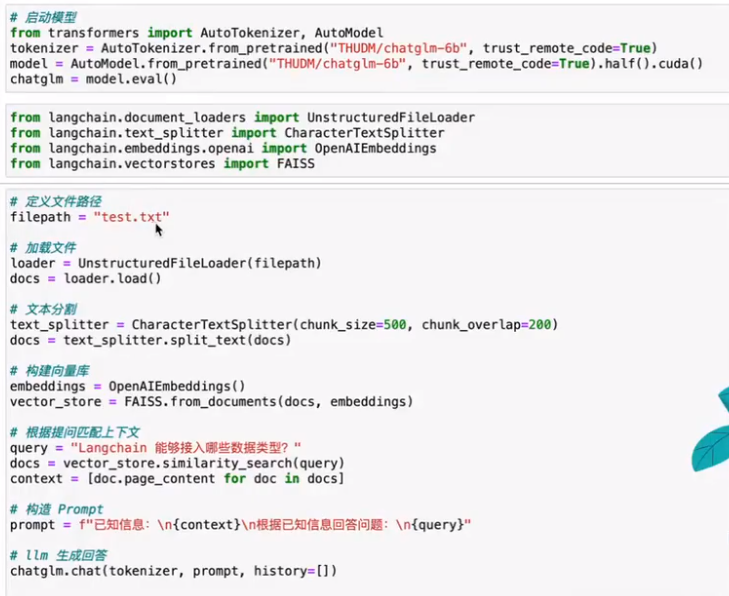 # 启动模型
from transformers import AutoTokenizer, AutoModel
tokenizer = AutoTokenizer.from_pretrained("THUDM/chatglm-6b", trust_remote_code=True)
model = AutoModel.from_pretrained("THUDM/chatglm-6b", trust_remote_code=True).half().cuda()
chatglm = model.eval()
from langchain.document_loaders import UnstructuredFileLoader
from langchain.text_splitter import CharacterTextSplitter
from langchain.embeddings.openai import OpenAIEmbeddings
from langchain.vectorstores import FAISS
# 定义文件路径
filepath = "test.txt"
# 加载文件
loader = UnstructuredFileLoader(filepath)
docs = loader.load()
# 文本分割
text_splitter = CharacterTextSplitter(chunk_size=500, chunk_overlap=200)
docs = text_splitter.split_text(docs)
# 构建向量库
embeddings = OpenAIEmbeddings()
vector_store = FAISS.from_documents(docs, embeddings)
# 根据提问匹配上下文
query = "Langchain 能够接入哪些数据类型？"
docs = vector_store.similarity_search(query)
context = [doc.page_content for doc in docs]
# 构造 Prompt
prompt = f"已知信息：\n{context}\n根据已知信息回答问题：\n{query}"
# llm 生成回答
chatglm.chat(tokenizer, prompt, history=[])